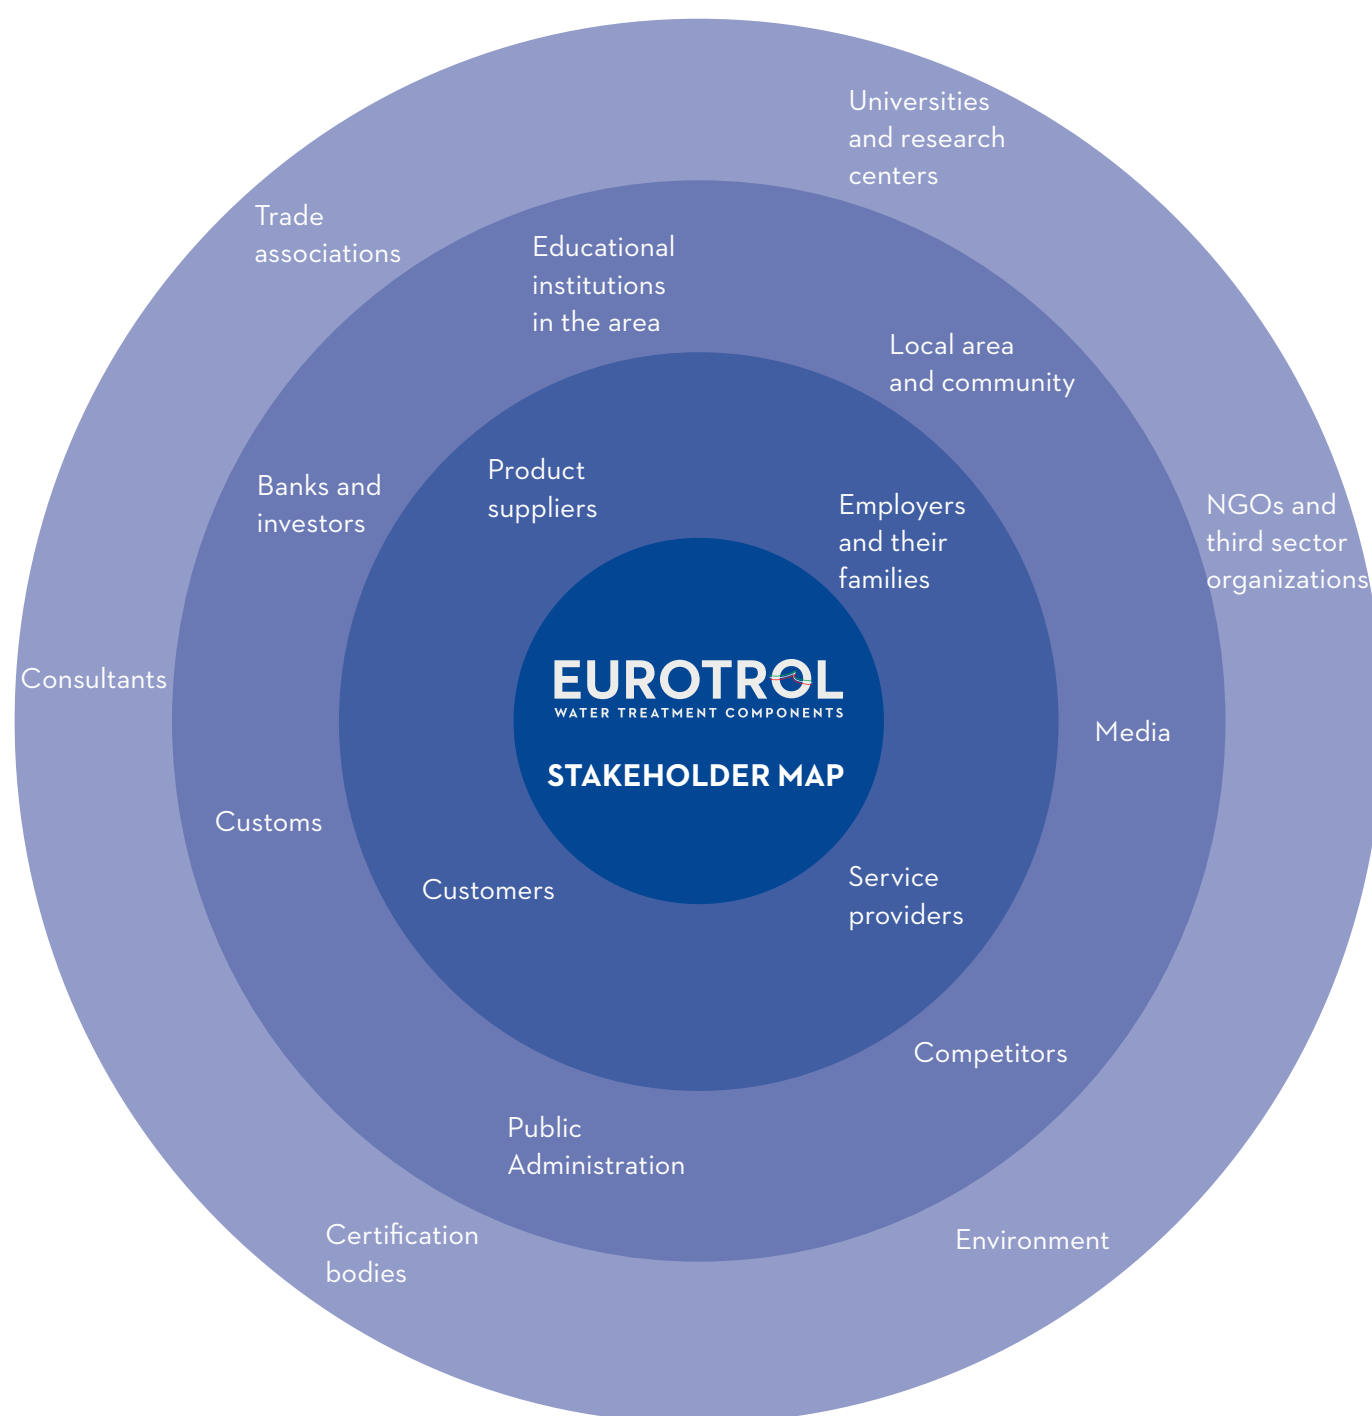 Universities
and research
centers
Trade
associations
Educational
institutions
in the area
Local area
and community
Banks and
investors
Product
suppliers
Employers
and their
families
NGOs and
third sector
organizations
Consultants
EUROTROL
WATER TREATMENT COMPONENTS
STAKEHOLDER MAP
Media
Customs
Customers
Service
providers
Competitors
Public
Administration
Certification
bodies
Environment